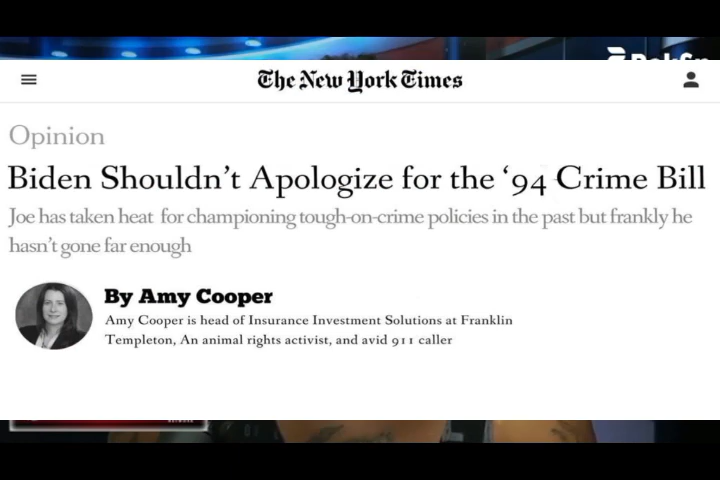 The New York Times
Opinion
Biden Shouldn't Apologize for the ‘94 Crime Bill
Joe has taken heat for championing tough-on-crime policies in the past but frankly he
hasn't gone far enough
By Amy Cooper
Amy Cooper is head of Insurance Investment Solutions at Franklin
Templeton, An animal rights activist, and avid 911 caller